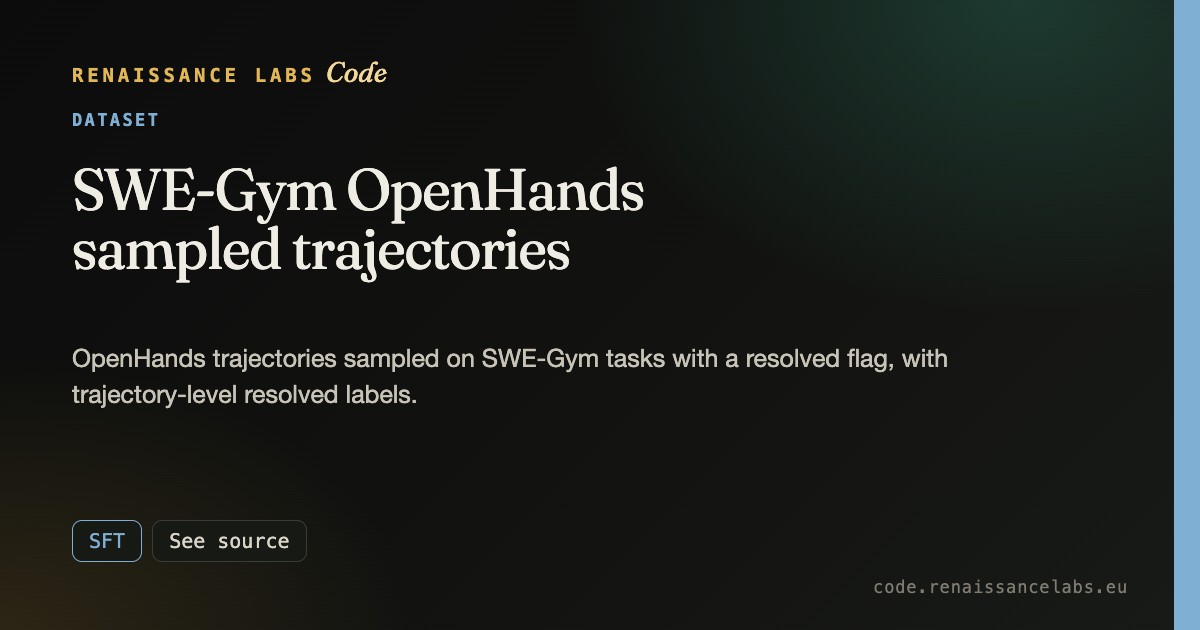 RENAISSANCE LABS Code
DATASET
SWE-Gym OpenHands
sampled trajectories
OpenHands trajectories sampled on SWE-Gym tasks with a resolved flag, with
trajectory-level resolved labels.
SFT See source
code.renaissancelabs.eu